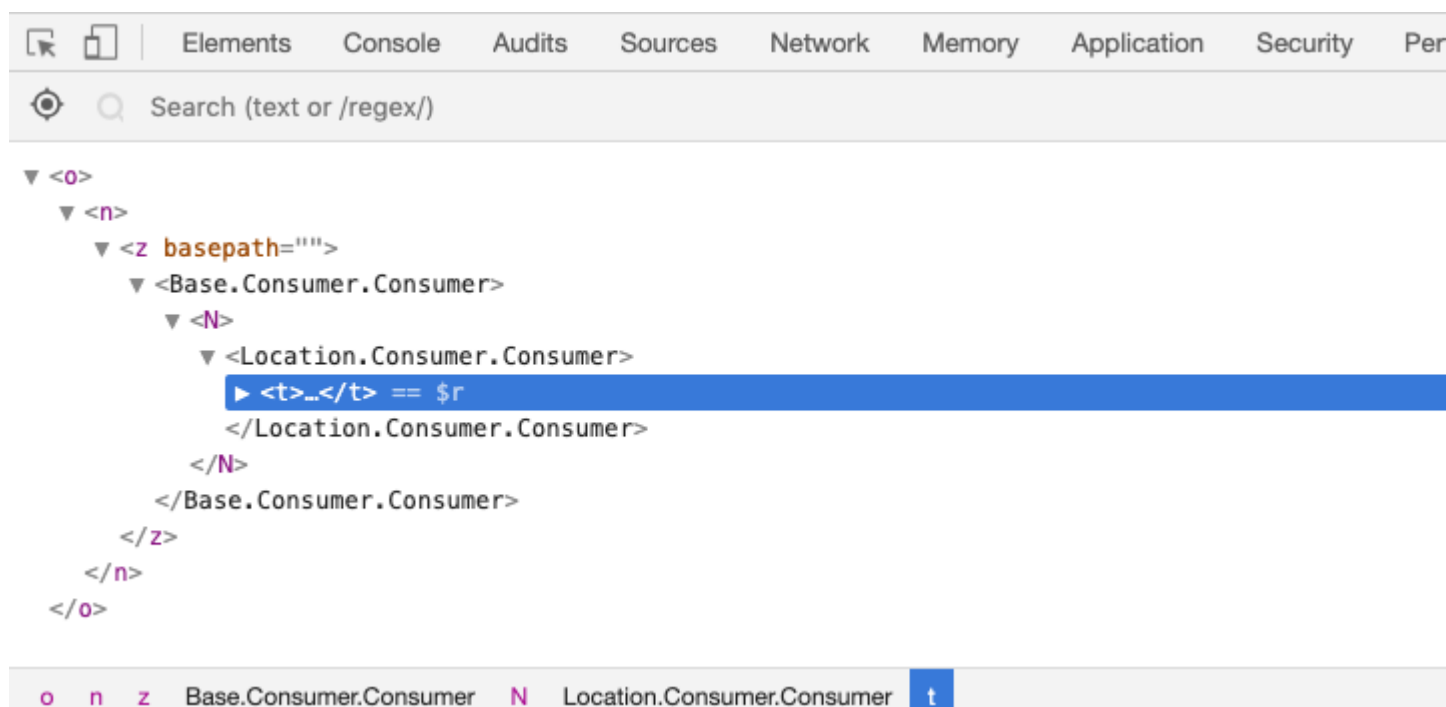 Elements Console Audits Sources Network Memory Application Security Per
Search (text or /regex/)
▼ <o>
▼ <n>
▼ <z basepath="">
▼ <Base.Consumer.Consumer>
▼ <N>
▼ <Location.Consumer.Consumer>
▶ <t>…</t> == $r
</Location.Consumer.Consumer>
</N>
</Base.Consumer.Consumer>
</z>
</n>
</o>
o n z Base.Consumer.Consumer N Location.Consumer.Consumer t